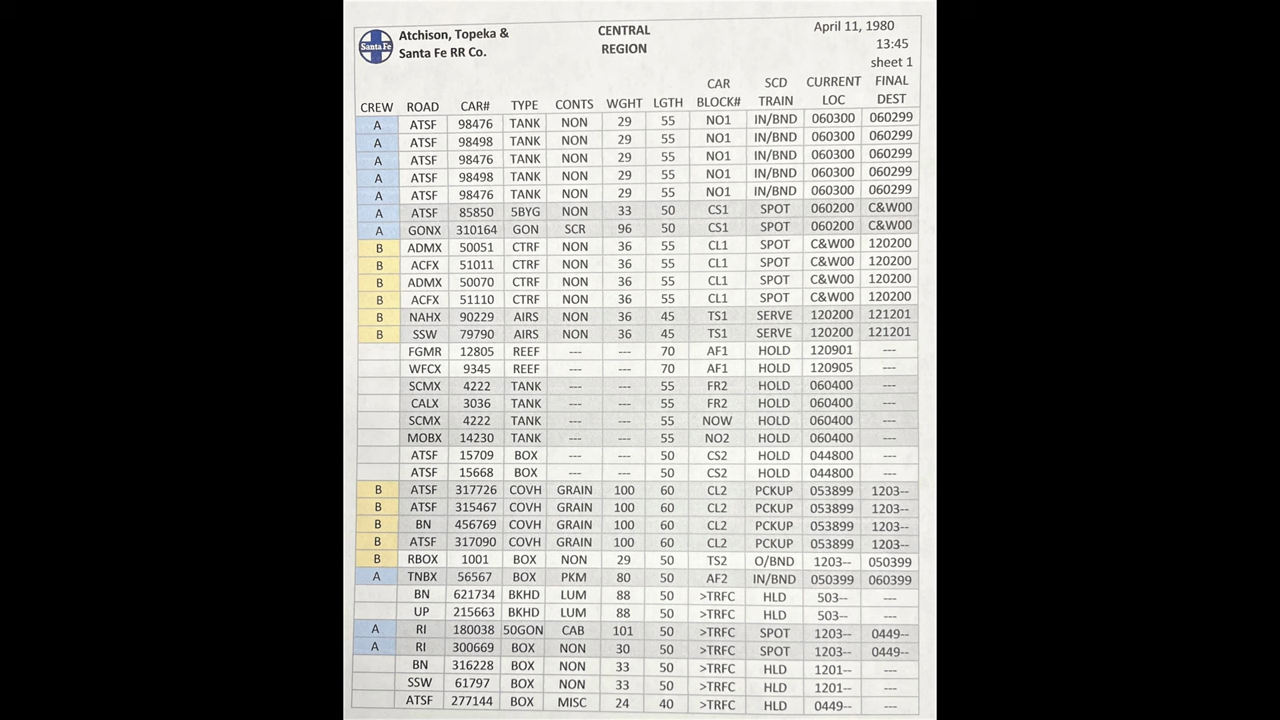 Santa Fe
Atchison, Topeka &
Santa Fe RR Co.
CENTRAL
REGION
April 11, 1980
13:45
sheet 1
CREW ROAD CAR# TYPE CONTS WGHT LGTH CAR BLOCK# SCD TRAIN CURRENT LOC FINAL DEST
A ATSF 98476 TANK NON 29 55 NO1 IN/BND 060300 060299
A ATSF 98498 TANK NON 29 55 NO1 IN/BND 060300 060299
A ATSF 98476 TANK NON 29 55 NO1 IN/BND 060300 060299
A ATSF 98498 TANK NON 29 55 NO1 IN/BND 060300 060299
A ATSF 98476 TANK NON 29 55 NO1 IN/BND 060300 060299
A ATSF 85850 5BYG NON 33 50 CS1 SPOT 060200 C&W00
A GONX 310164 GON SCR 96 50 CS1 SPOT 060200 C&W00
B ADMX 50051 CTRF NON 36 55 CL1 SPOT C&W00 120200
B ACFX 51011 CTRF NON 36 55 CL1 SPOT C&W00 120200
B ADMX 50070 CTRF NON 36 55 CL1 SPOT C&W00 120200
B ACFX 51110 CTRF NON 36 55 CL1 SPOT C&W00 120200
B NAHX 90229 AIRS NON 36 45 TS1 SERVE 120200 121201
B SSW 79790 AIRS NON 36 45 TS1 SERVE 120200 121201
FGMR 12805 REEF --- --- 70 AF1 HOLD 120901 ---
WFCX 9345 REEF --- --- 70 AF1 HOLD 120905 ---
SCMX 4222 TANK --- --- 55 FR2 HOLD 060400 ---
CALX 3036 TANK --- --- 55 FR2 HOLD 060400 ---
SCMX 4222 TANK --- --- 55 NOW HOLD 060400 ---
MOBX 14230 TANK --- --- 55 NO2 HOLD 060400 ---
ATSF 15709 BOX --- --- 50 CS2 HOLD 044800 ---
ATSF 15668 BOX --- --- 50 CS2 HOLD 044800 ---
B ATSF 317726 COVH GRAIN 100 60 CL2 PCKUP 053899 1203--
B ATSF 315467 COVH GRAIN 100 60 CL2 PCKUP 053899 1203--
B BN 456769 COVH GRAIN 100 60 CL2 PCKUP 053899 1203--
B ATSF 317090 COVH GRAIN 100 60 CL2 PCKUP 053899 1203--
B RBOX 1001 BOX NON 29 50 TS2 O/BND 1203-- 050399
A TNBX 56567 BOX PKM 80 50 AF2 IN/BND 050399 060399
BN 621734 BKHD LUM 88 50 >TRFC HLD 503-- ---
UP 215663 BKHD LUM 88 50 >TRFC HLD 503-- ---
A RI 180038 50GON CAB 101 50 >TRFC SPOT 1203-- 0449--
A RI 300669 BOX NON 30 50 >TRFC SPOT 1203-- 0449--
BN 316228 BOX NON 33 50 >TRFC HLD 1201-- ---
SSW 61797 BOX NON 33 50 >TRFC HLD 1201-- ---
ATSF 277144 BOX MISC 24 40 >TRFC HLD 0449-- ---